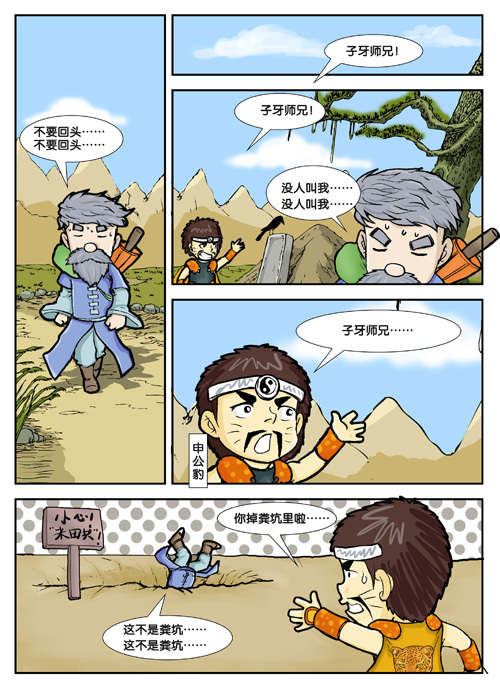 不要回头……
不要回头……
子牙师兄！
子牙师兄！
没人叫我……
没人叫我……
子牙师兄……
申公豹
小心！
"米田共"！
你掉粪坑里啦……
这不是粪坑……
这不是粪坑……